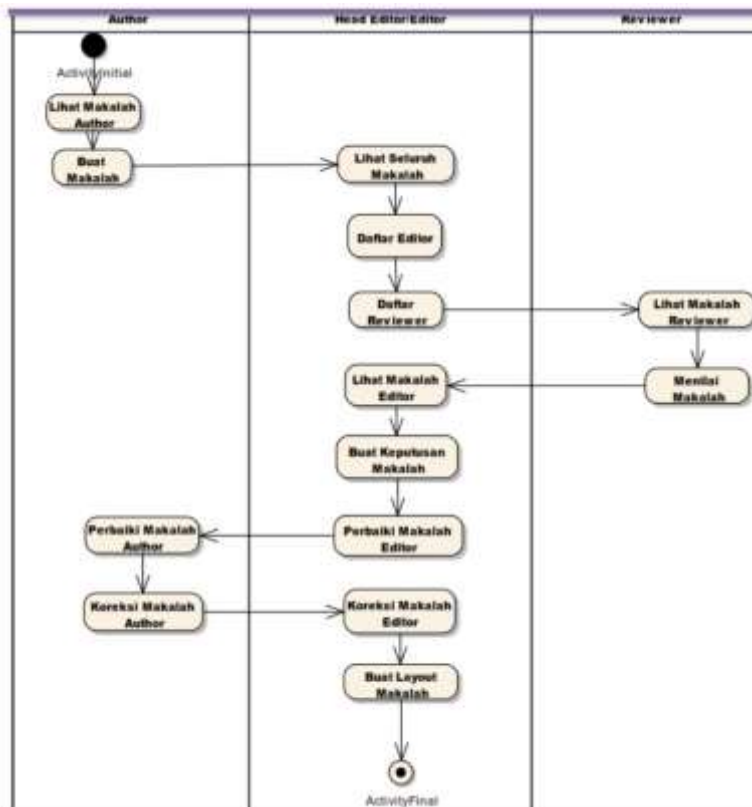 Author
Head Editor/Editor
Reviewer
ActivityInitial
Lihat Makalah
Author
Buat
Makalah
Lihat Seluruh
Makalah
Daftar Editor
Daftar
Reviewer
Lihat Makalah
Reviewer
Menilai
Makalah
Lihat Makalah
Editor
Buat Keputusan
Makalah
Perbaiki Makalah
Editor
Perbaiki Makalah
Author
Koreksi Makalah
Author
Koreksi Makalah
Editor
Buat Layout
Makalah
ActivityFinal